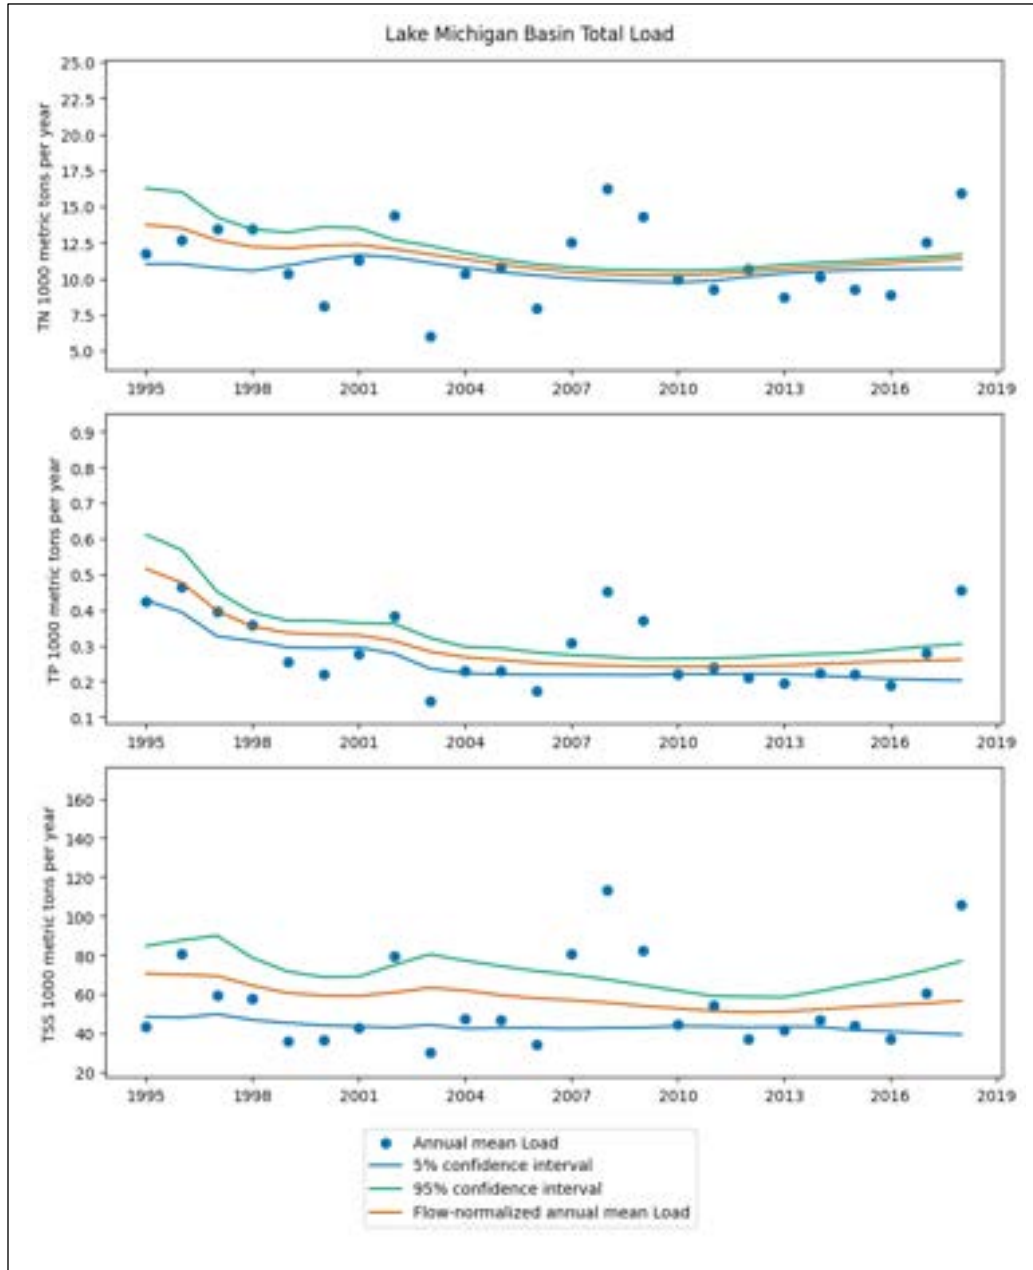 Lake Michigan Basin Total Load
TN 1000 metric tons per year
25.0
22.5
20.0
17.5
15.0
12.5
10.0
7.5
5.0
1995 1998 2001 2004 2007 2010 2013 2016 2019
TP 1000 metric tons per year
0.9
0.8
0.7
0.6
0.5
0.4
0.3
0.2
0.1
1995 1998 2001 2004 2007 2010 2013 2016 2019
TSS 1000 metric tons per year
160
140
120
100
80
60
40
20
1995 1998 2001 2004 2007 2010 2013 2016 2019
Annual mean Load
5% confidence interval
95% confidence interval
Flow-normalized annual mean Load